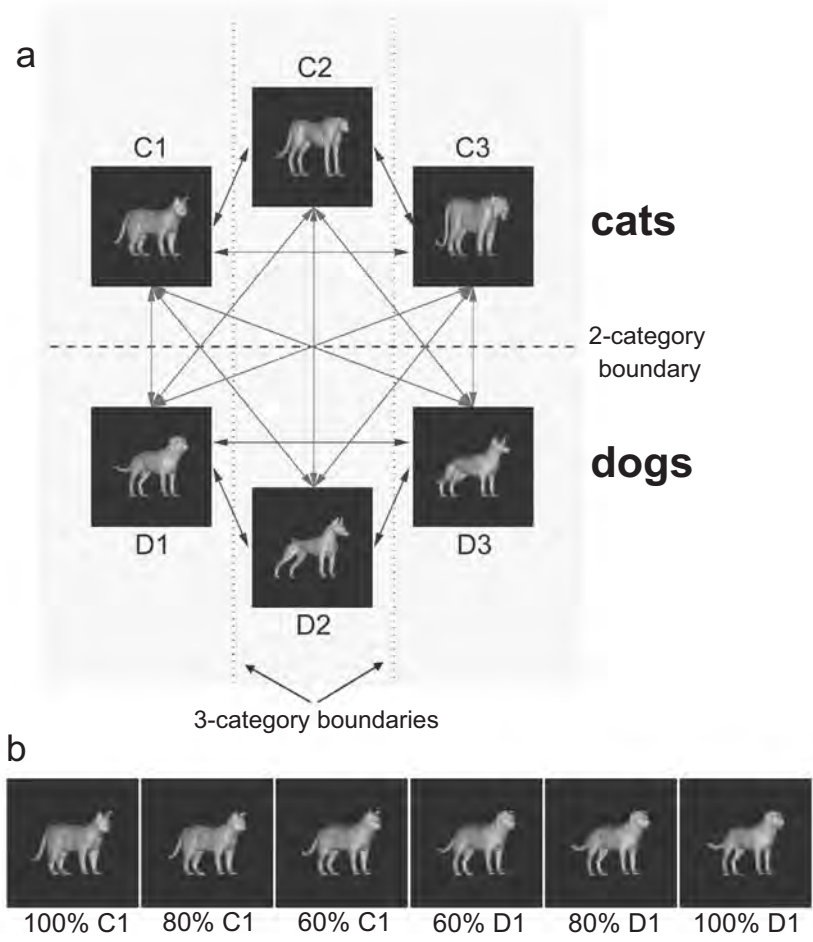 a
C2
C1
C3
cats
2-category
boundary
dogs
D1
D3
D2
3-category boundaries
b
100% C1
80% C1
60% C1
60% D1
80% D1
100% D1